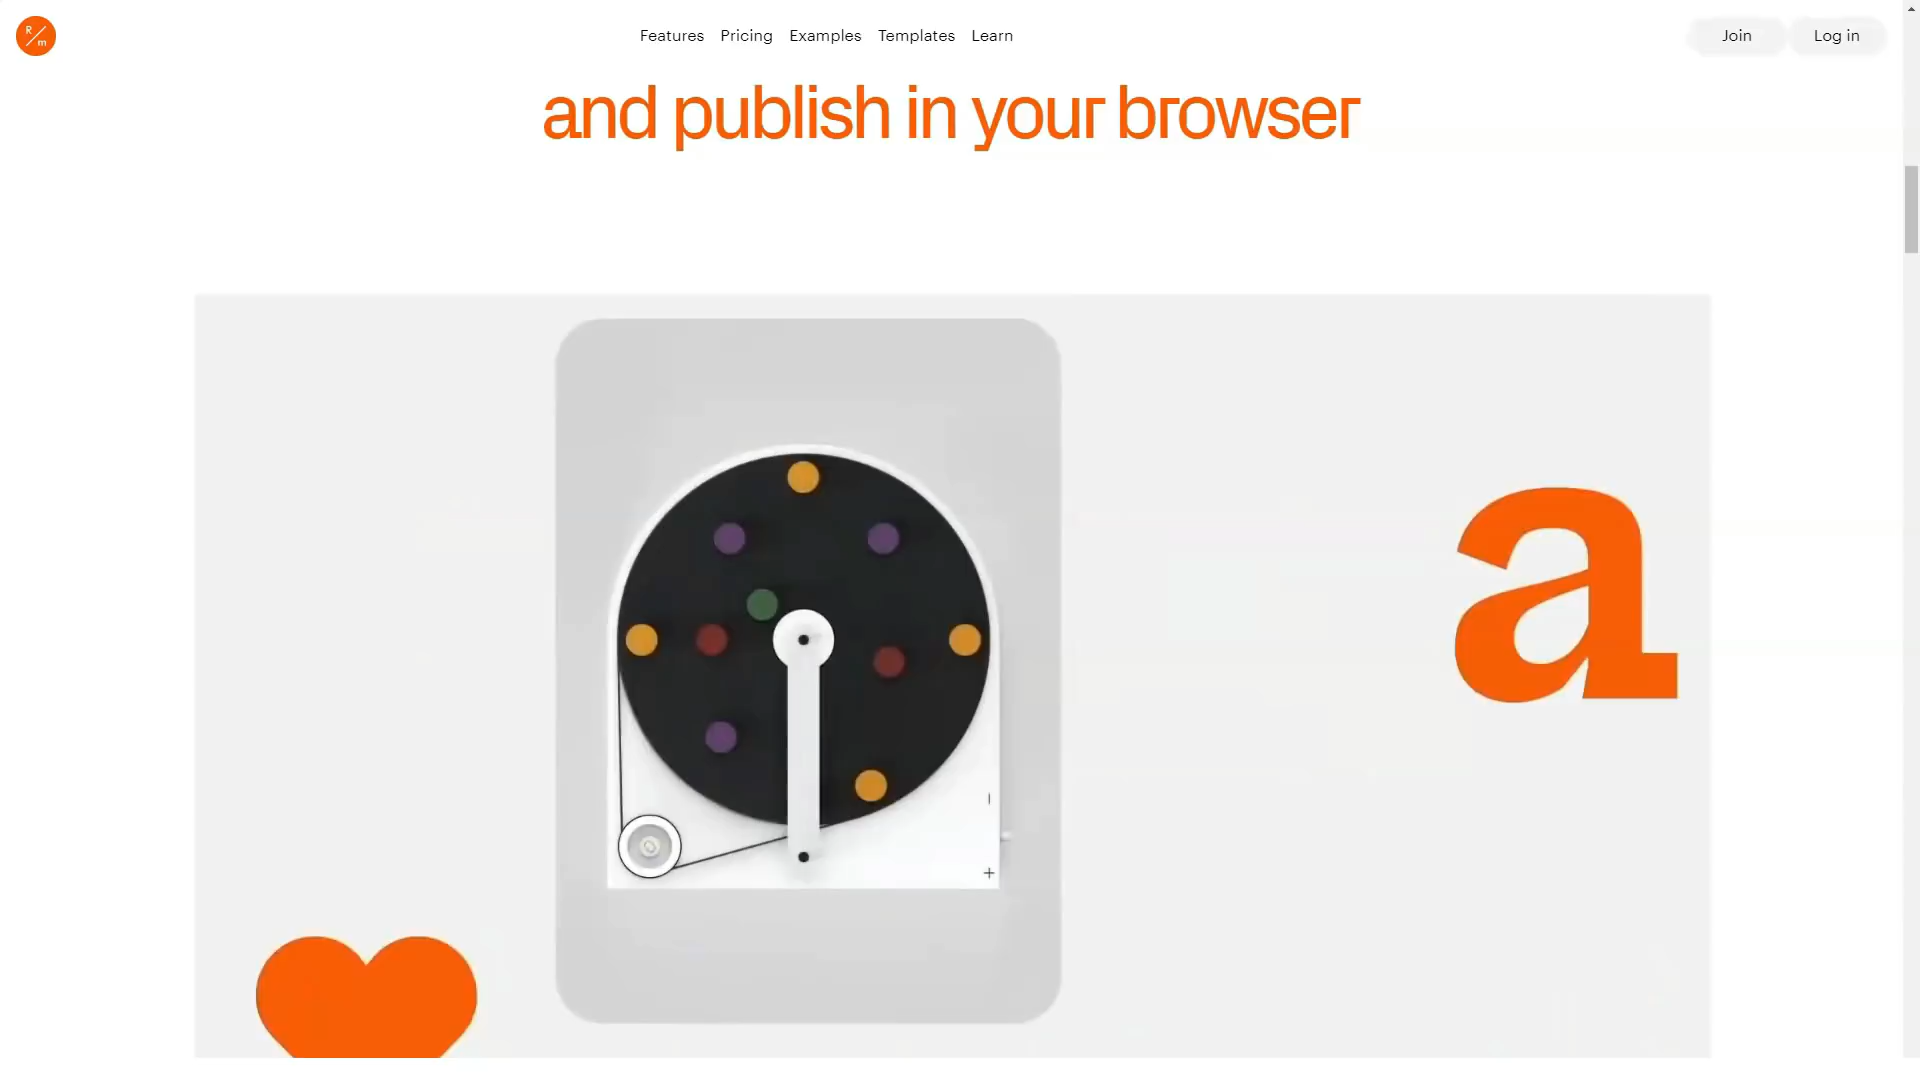 R
m
Features Pricing Examples Templates Learn
Join Log in
and publish in your browser
a